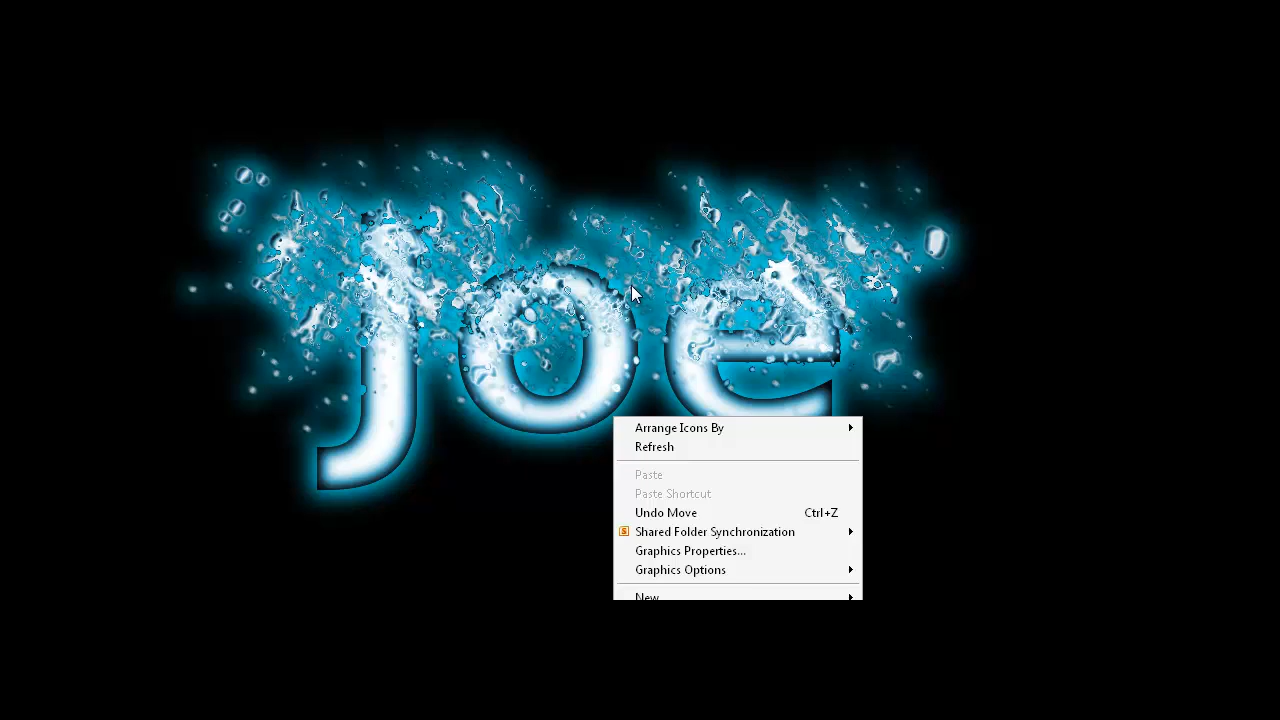 Joe
Arrange Icons By
Refresh
Paste
Paste Shortcut
Undo Move Ctrl+Z
S Shared Folder Synchronization
Graphics Properties...
Graphics Options
New